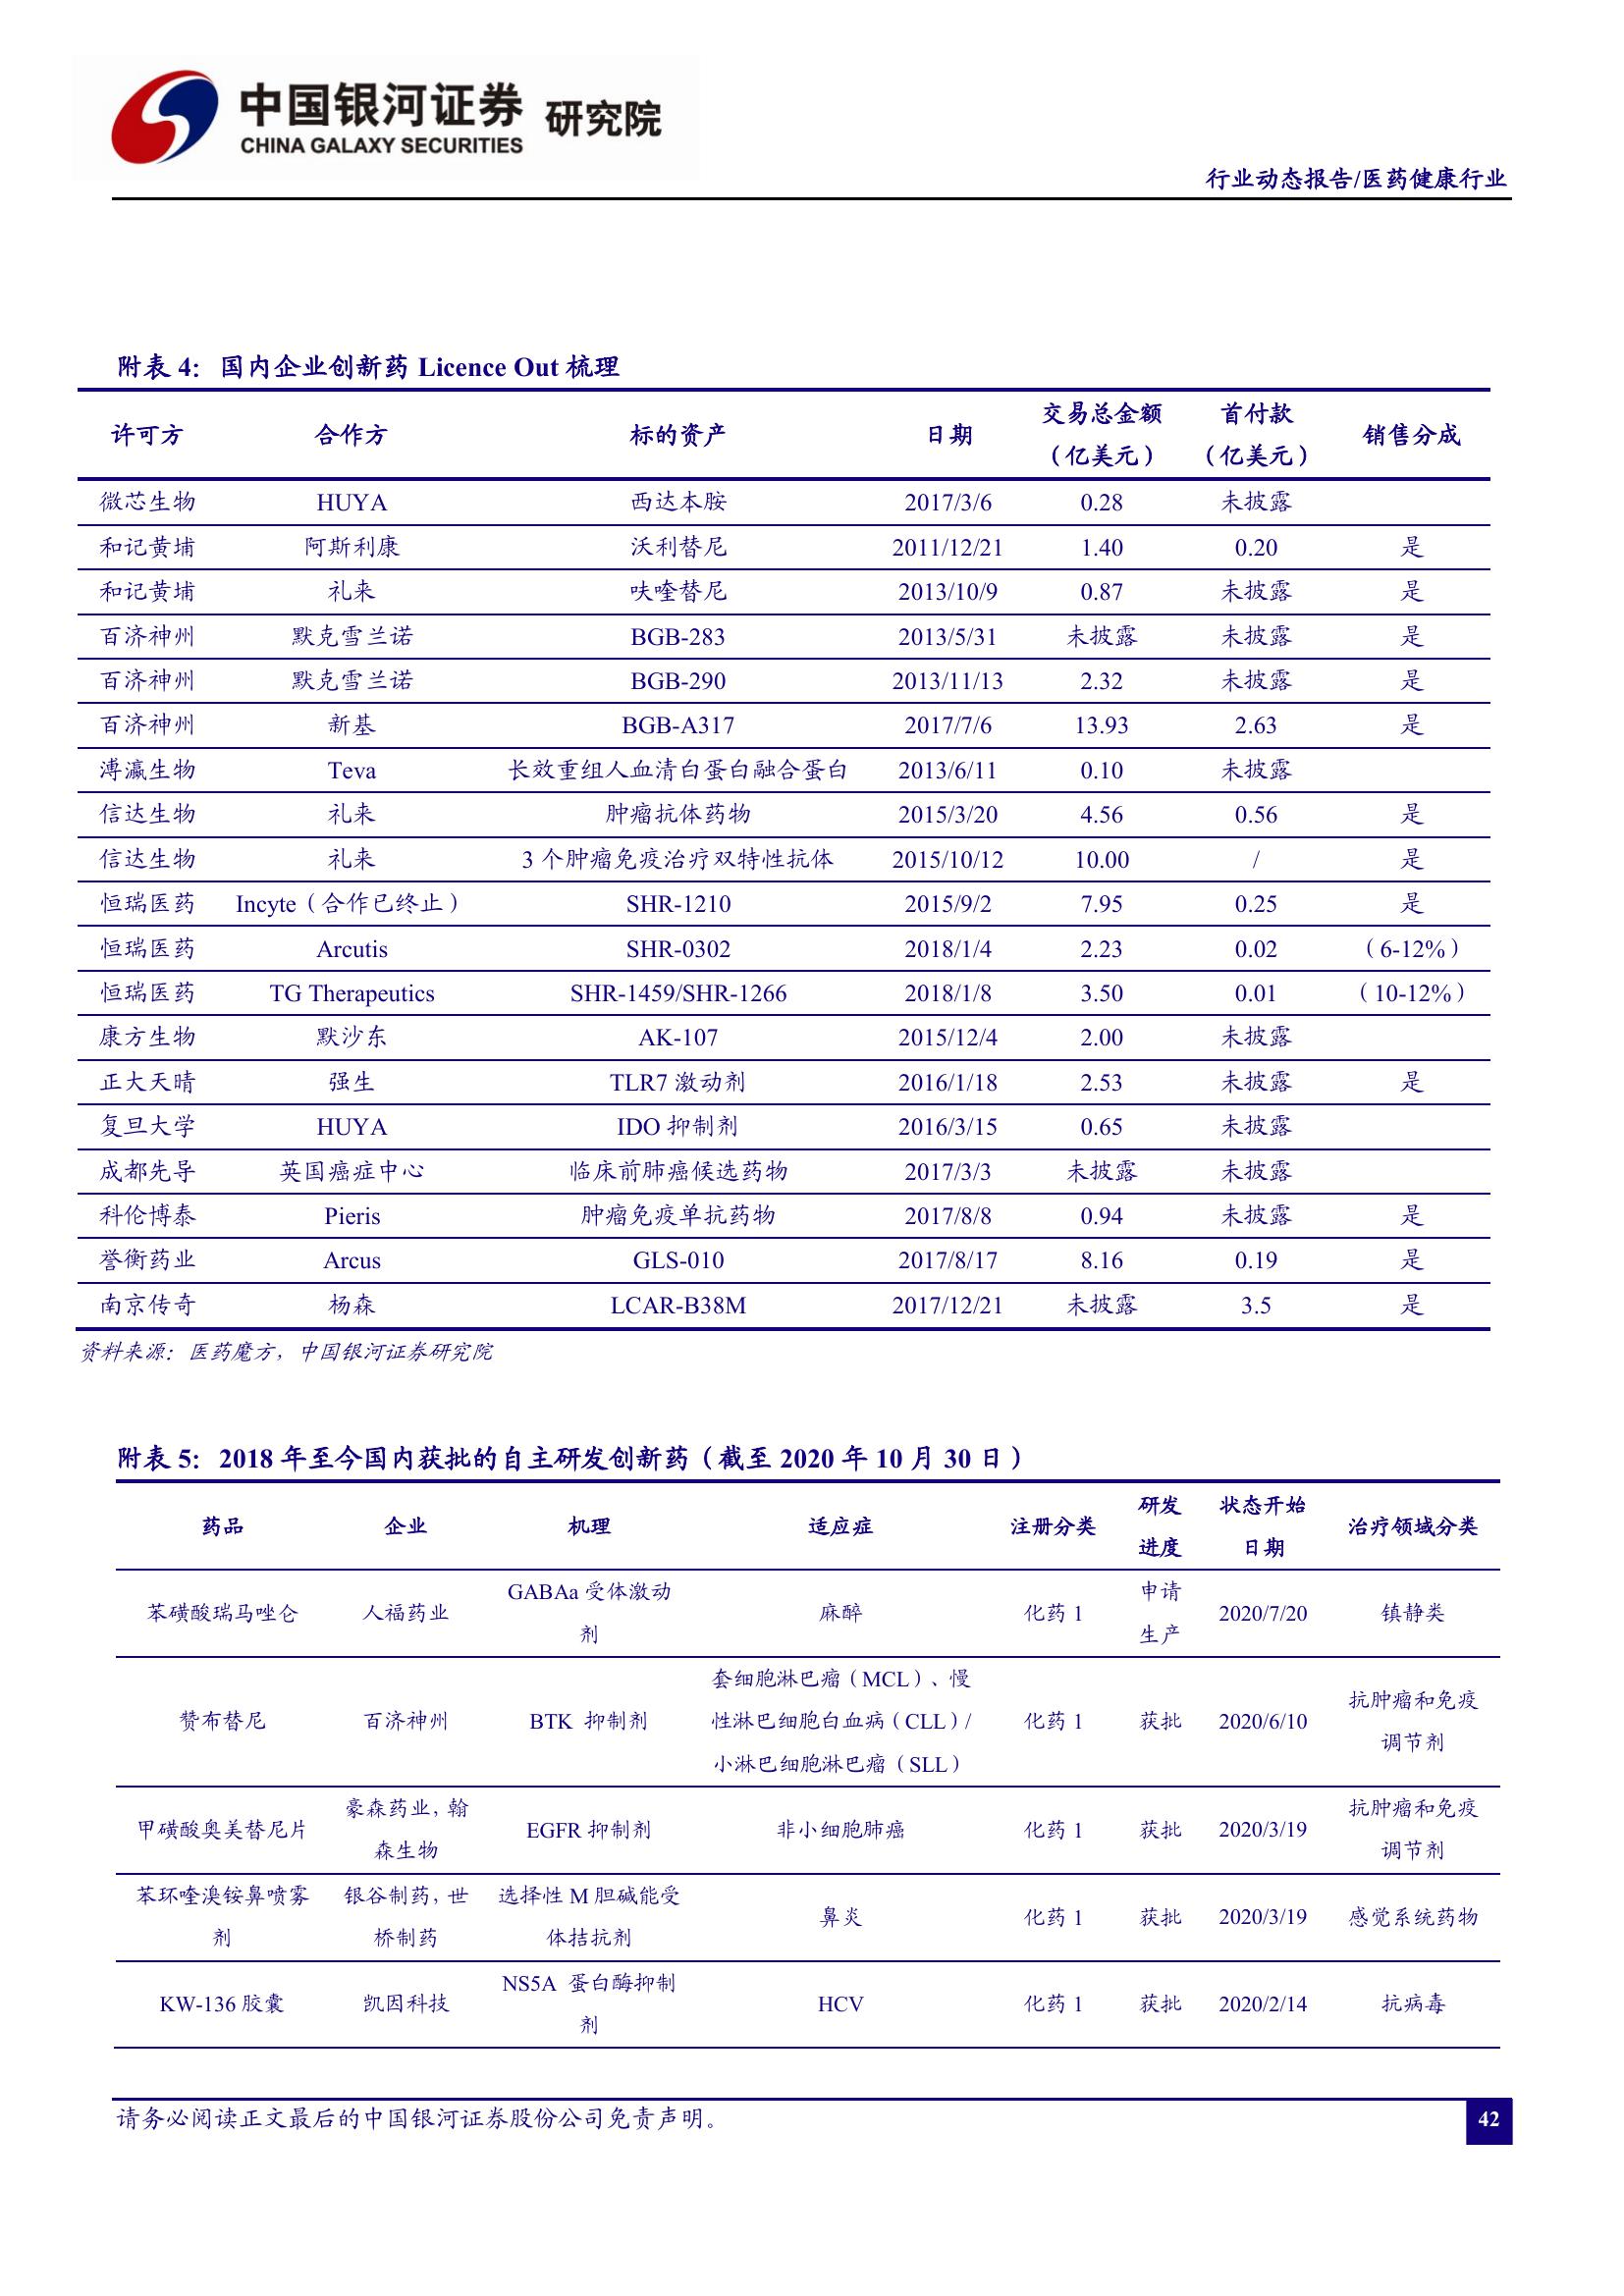 中国银河证券 研究院
CHINA GALAXY SECURITIES
行业动态报告/医药健康行业
附表 4: 国内企业创新药 Licence Out 梳理
许可方 合作方 标的资产 日期 交易总金额（亿美元） 首付款（亿美元） 销售分成
微芯生物 HUYA 西达本胺 2017/3/6 0.28 未披露
和记黄埔 阿斯利康 沃利替尼 2011/12/21 1.40 0.20 是
和记黄埔 礼来 呋喹替尼 2013/10/9 0.87 未披露 是
百济神州 默克雪兰诺 BGB-283 2013/5/31 未披露 未披露 是
百济神州 默克雪兰诺 BGB-290 2013/11/13 2.32 未披露 是
百济神州 新基 BGB-A317 2017/7/6 13.93 2.63 是
溥瀛生物 Teva 长效重组人血清白蛋白融合蛋白 2013/6/11 0.10 未披露
信达生物 礼来 肿瘤抗体药物 2015/3/20 4.56 0.56 是
信达生物 礼来 3 个肿瘤免疫治疗双特性抗体 2015/10/12 10.00 / 是
恒瑞医药 Incyte（合作已终止） SHR-1210 2015/9/2 7.95 0.25 是
恒瑞医药 Arcutis SHR-0302 2018/1/4 2.23 0.02 （6-12%）
恒瑞医药 TG Therapeutics SHR-1459/SHR-1266 2018/1/8 3.50 0.01 （10-12%）
康方生物 默沙东 AK-107 2015/12/4 2.00 未披露
正大天晴 强生 TLR7 激动剂 2016/1/18 2.53 未披露 是
复旦大学 HUYA IDO 抑制剂 2016/3/15 0.65 未披露
成都先导 英国癌症中心 临床前肺癌候选药物 2017/3/3 未披露 未披露
科伦博泰 Pieris 肿瘤免疫单抗药物 2017/8/8 0.94 未披露 是
誉衡药业 Arcus GLS-010 2017/8/17 8.16 0.19 是
南京传奇 杨森 LCAR-B38M 2017/12/21 未披露 3.5 是
资料来源：医药魔方，中国银河证券研究院
附表 5: 2018 年至今国内获批的自主研发创新药（截至 2020 年 10 月 30 日）
药品 企业 机理 适应症 注册分类 研发进度 状态开始日期 治疗领域分类
苯磺酸瑞马唑仑 人福药业 GABAa 受体激动剂 麻醉 化药 1 申请生产 2020/7/20 镇静类
赞布替尼 百济神州 BTK 抑制剂 套细胞淋巴瘤（MCL）、慢性淋巴细胞白血病（CLL）/小淋巴细胞淋巴瘤（SLL） 化药 1 获批 2020/6/10 抗肿瘤和免疫调节剂
甲磺酸奥美替尼片 豪森药业，翰森生物 EGFR 抑制剂 非小细胞肺癌 化药 1 获批 2020/3/19 抗肿瘤和免疫调节剂
苯环喹溴铵鼻喷雾剂 银谷制药，世桥制药 选择性 M 胆碱能受体拮抗剂 鼻炎 化药 1 获批 2020/3/19 感觉系统药物
KW-136 胶囊 凯因科技 NS5A 蛋白酶抑制剂 HCV 化药 1 获批 2020/2/14 抗病毒
请务必阅读正文最后的中国银河证券股份公司免责声明。
42